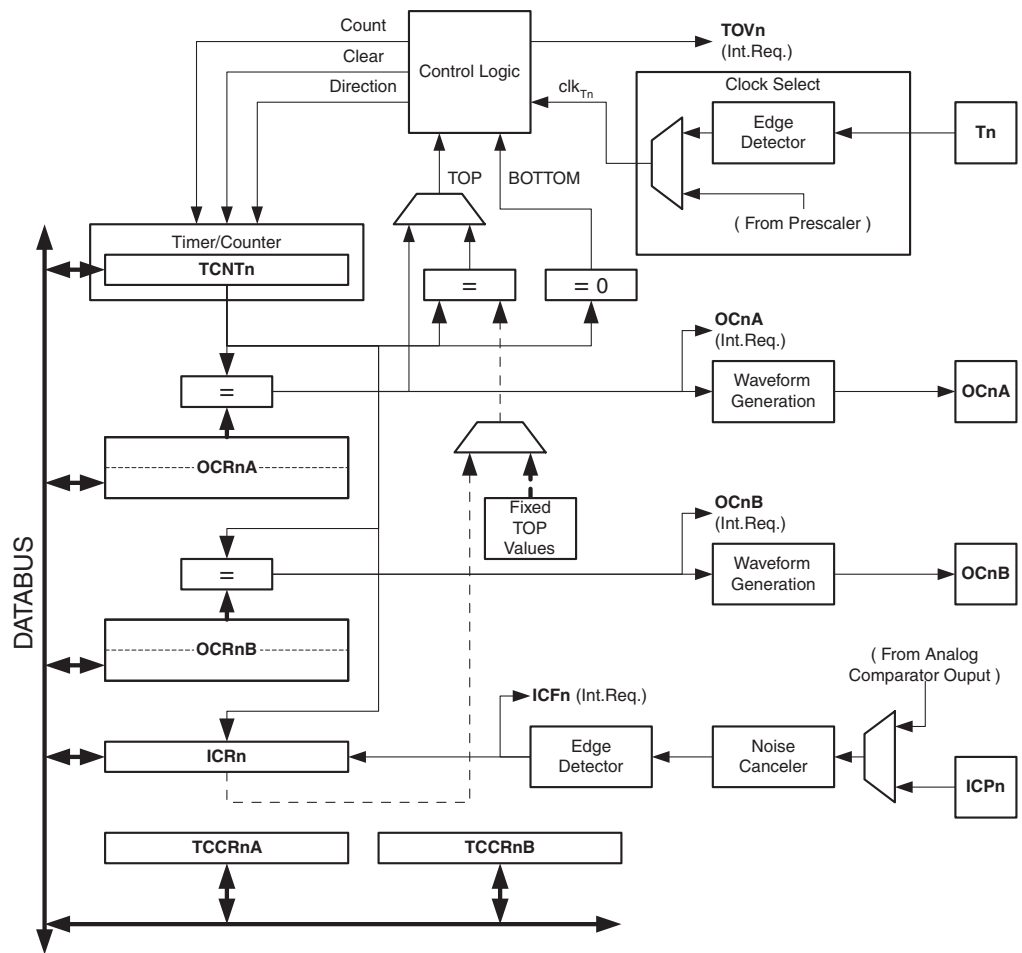 Count
Clear
Direction
Control Logic
TOVn
(Int.Req.)
clkTn
Clock Select
Edge
Detector
Tn
( From Prescaler )
TOP
BOTTOM
Timer/Counter
TCNTn
=
= 0
OCnA
(Int.Req.)
=
Waveform
Generation
OCnA
OCRnA
Fixed
TOP
Values
OCnB
(Int.Req.)
=
Waveform
Generation
OCnB
OCRnB
DATABUS
( From Analog
Comparator Ouput )
ICFn (Int.Req.)
ICRn
Edge
Detector
Noise
Canceler
ICPn
TCCRnA
TCCRnB